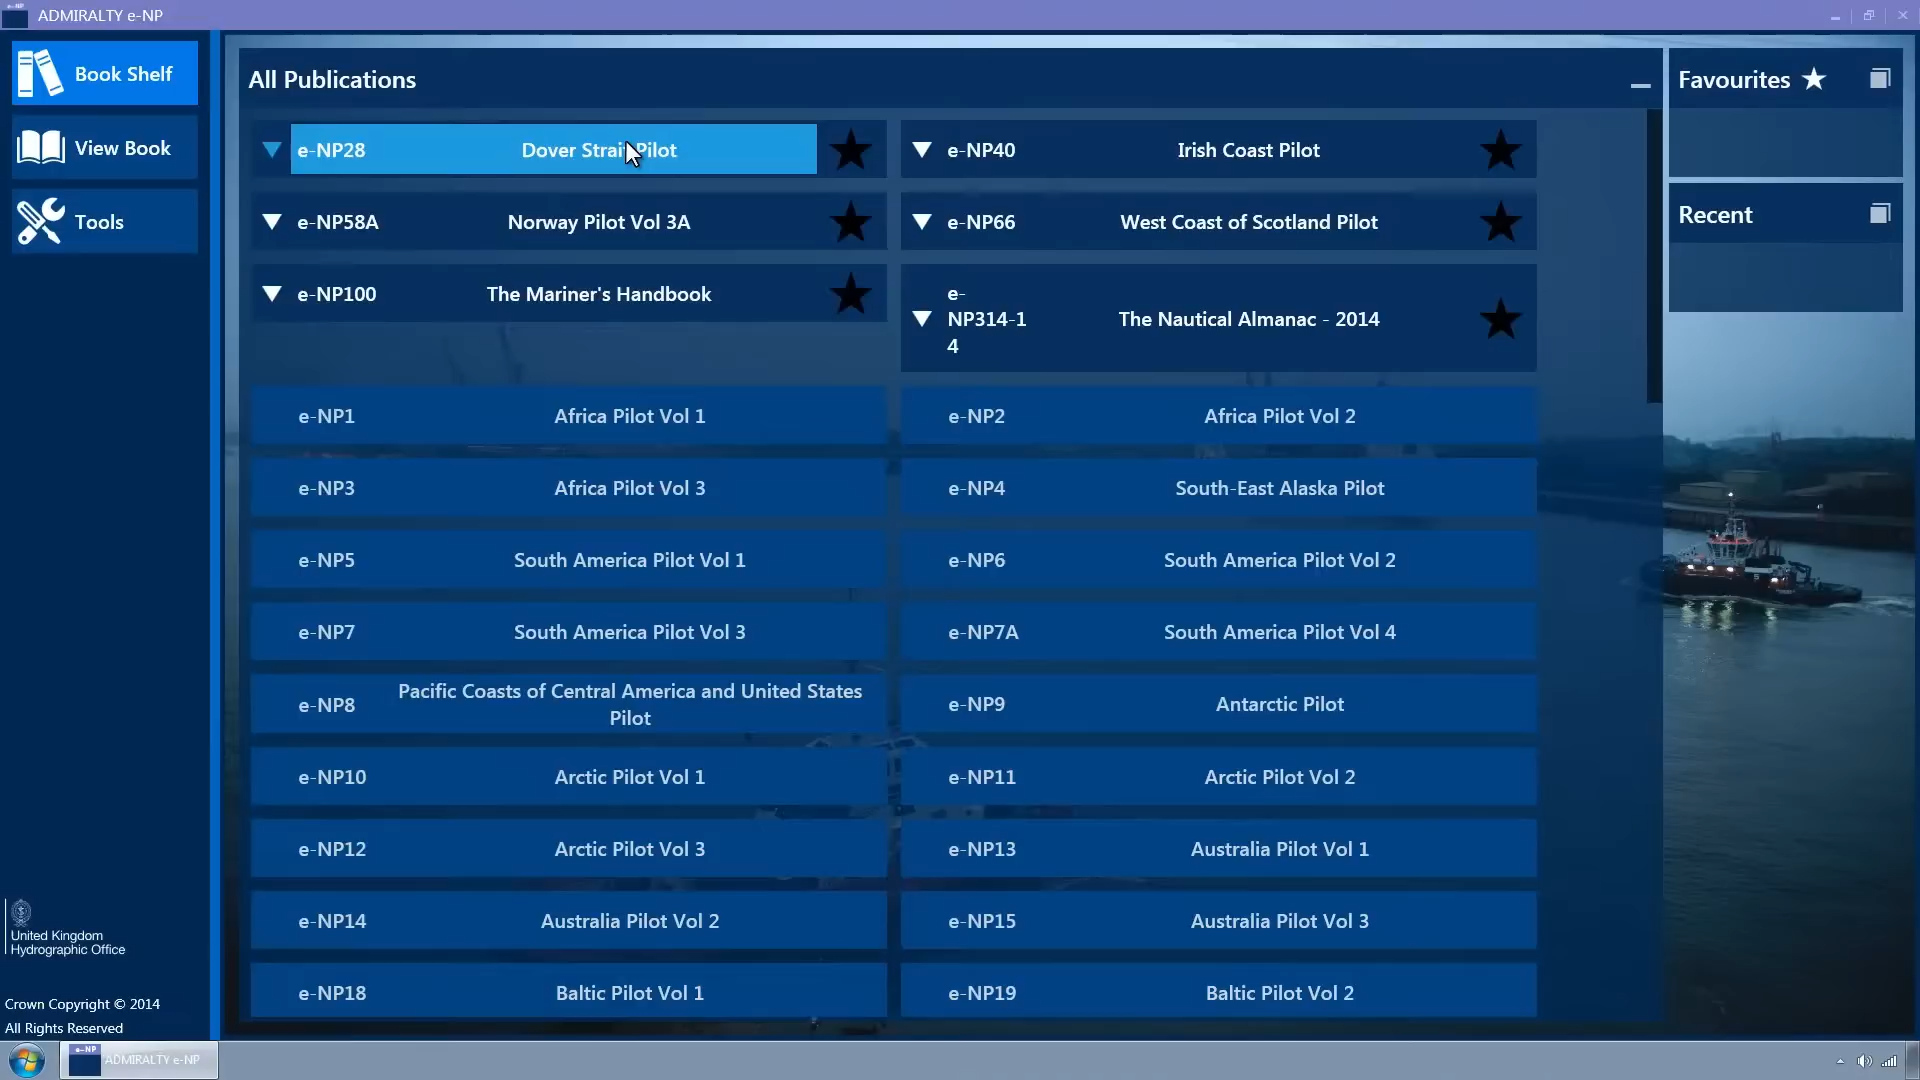 e-NP
ADMIRALTY e-NP
Book Shelf
View Book
Tools
All Publications
e-NP28 Dover Strait Pilot
e-NP40 Irish Coast Pilot
e-NP58A Norway Pilot Vol 3A
e-NP66 West Coast of Scotland Pilot
e-NP100 The Mariner's Handbook
e-
NP314-1
4
The Nautical Almanac - 2014
e-NP1 Africa Pilot Vol 1
e-NP2 Africa Pilot Vol 2
e-NP3 Africa Pilot Vol 3
e-NP4 South-East Alaska Pilot
e-NP5 South America Pilot Vol 1
e-NP6 South America Pilot Vol 2
e-NP7 South America Pilot Vol 3
e-NP7A South America Pilot Vol 4
e-NP8
Pacific Coasts of Central America and United States
Pilot
e-NP9 Antarctic Pilot
e-NP10 Arctic Pilot Vol 1
e-NP11 Arctic Pilot Vol 2
e-NP12 Arctic Pilot Vol 3
e-NP13 Australia Pilot Vol 1
e-NP14 Australia Pilot Vol 2
e-NP15 Australia Pilot Vol 3
e-NP18 Baltic Pilot Vol 1
e-NP19 Baltic Pilot Vol 2
Favourites
Recent
United Kingdom
Hydrographic Office
Crown Copyright © 2014
All Rights Reserved
e-NP
ADMIRALTY e-NP